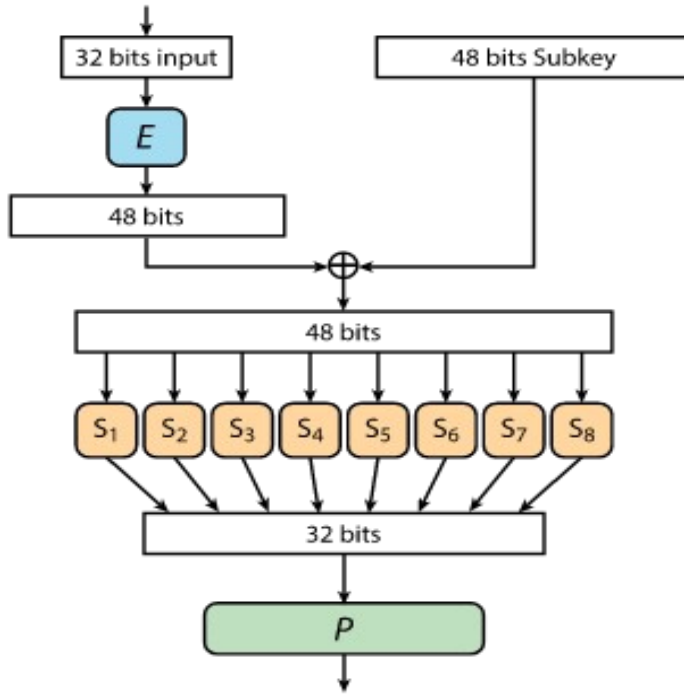 32 bits input
48 bits Subkey
E
48 bits
48 bits
S₁ S₂ S₃ S₄ S₅ S₆ S₇ S₈
32 bits
P